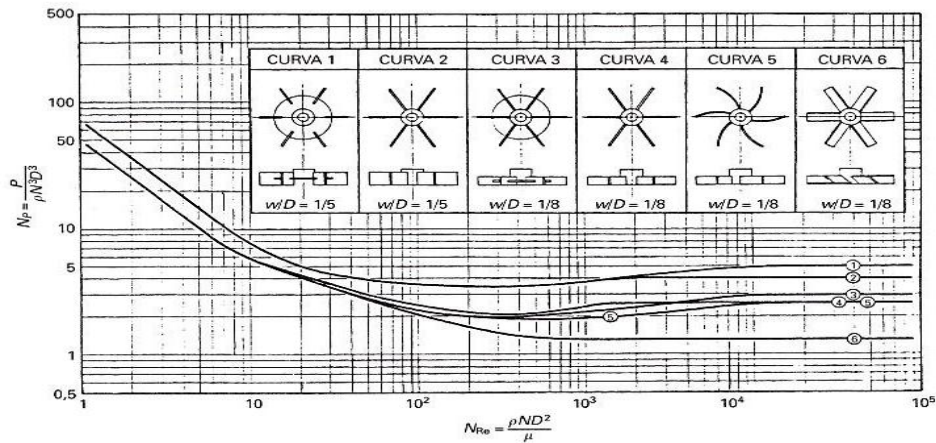 500
100
50
10
5
1
0,5
N_P = P / ρN³D³
CURVA 1 CURVA 2 CURVA 3 CURVA 4 CURVA 5 CURVA 6
w/D = 1/5 w/D = 1/5 w/D = 1/8 w/D = 1/8 w/D = 1/8 w/D = 1/8
1
2
3
4 5
5
6
1 10 10² 10³ 10⁴ 10⁵
N_Re = ρND² / μ